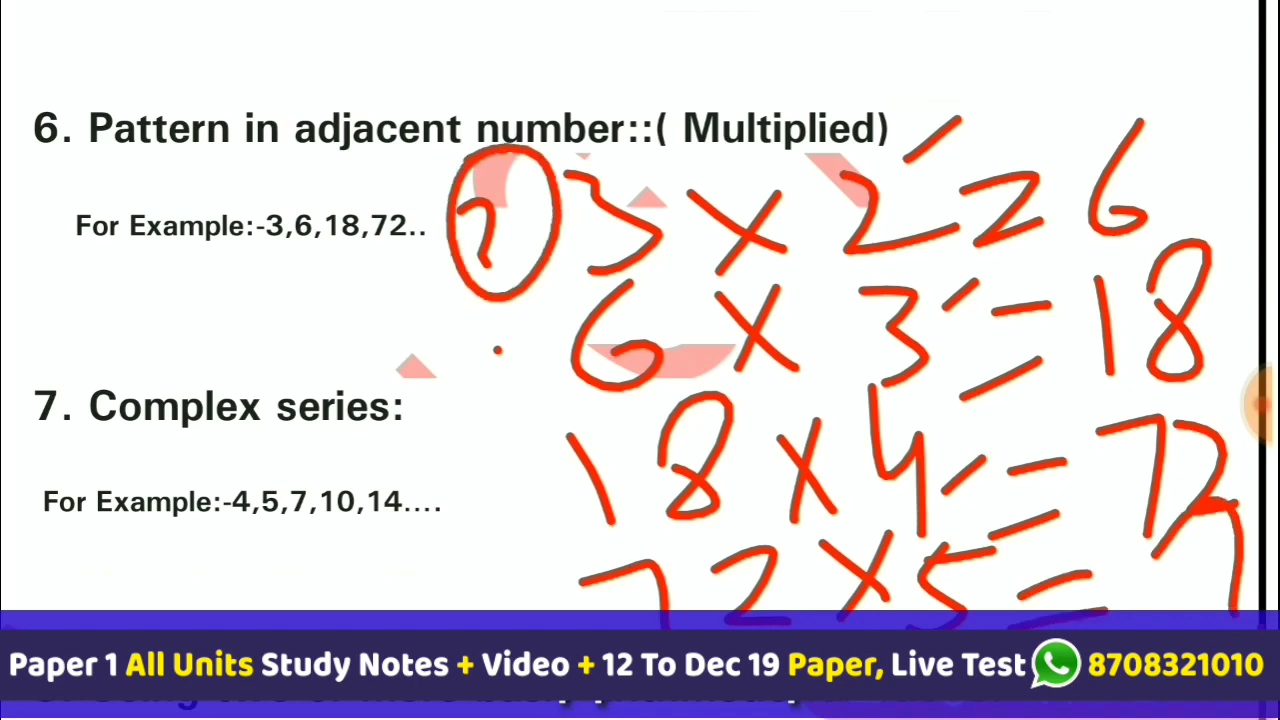 6. Pattern in adjacent number::( Multiplied)
For Example:-3,6,18,72..
?
3 × 2 = 6
6 × 3 = 18
18 × 4 = 72
72 × 5 = ?
7. Complex series:
For Example:-4,5,7,10,14....
Paper 1 All Units Study Notes + Video + 12 To Dec 19 Paper, Live Test 8708321010